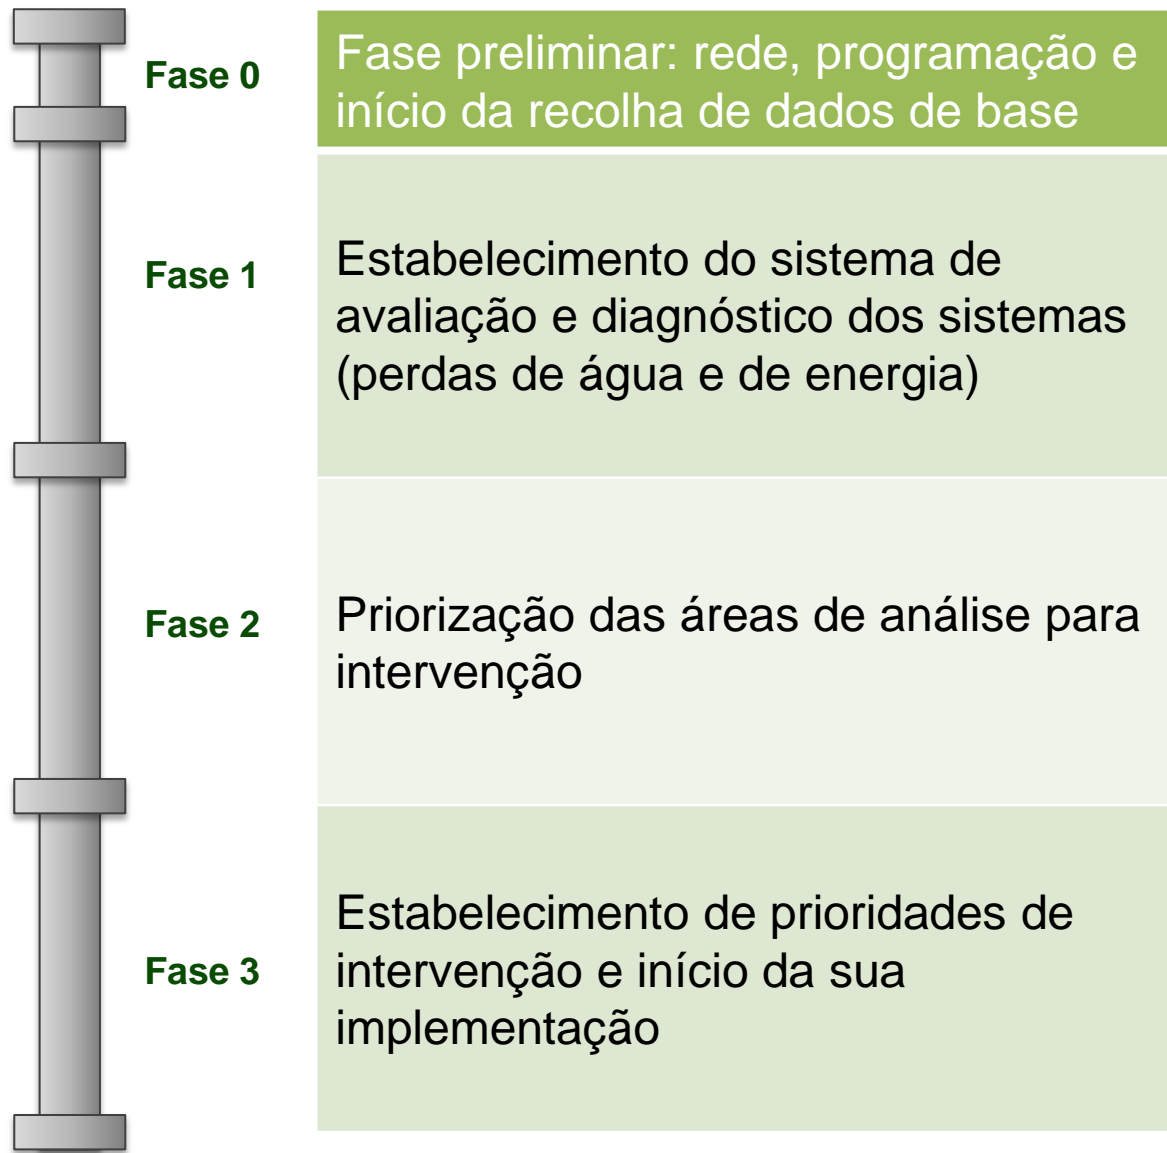 Fase 0
Fase preliminar: rede, programação e
início da recolha de dados de base
Fase 1
Estabelecimento do sistema de
avaliação e diagnóstico dos sistemas
(perdas de água e de energia)
Fase 2
Priorização das áreas de análise para
intervenção
Fase 3
Estabelecimento de prioridades de
intervenção e início da sua
implementação